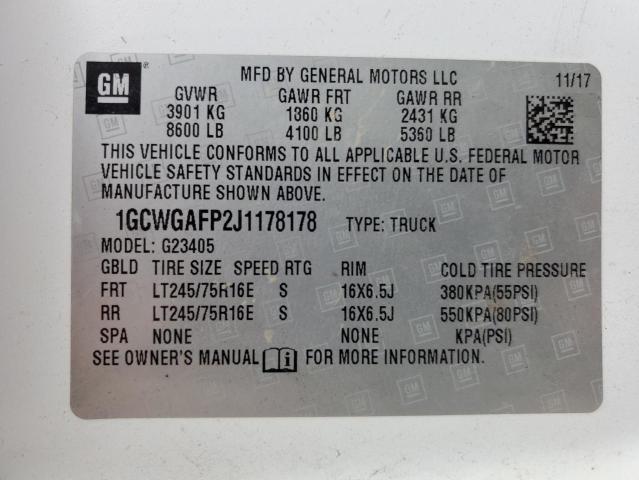 GM ® MFD BY GENERAL MOTORS LLC 11/17
GVWR GAWR FRT GAWR RR
3901 KG 1860 KG 2431 KG
8600 LB 4100 LB 5360 LB
THIS VEHICLE CONFORMS TO ALL APPLICABLE U.S. FEDERAL MOTOR
VEHICLE SAFETY STANDARDS IN EFFECT ON THE DATE OF
MANUFACTURE SHOWN ABOVE.
1GCWGAFP2J1178178 TYPE: TRUCK
MODEL: G23405
GBLD TIRE SIZE SPEED RTG RIM COLD TIRE PRESSURE
FRT LT245/75R16E S 16X6.5J 380KPA(55PSI)
RR LT245/75R16E S 16X6.5J 550KPA(80PSI)
SPA NONE NONE KPA(PSI)
SEE OWNER'S MANUAL i FOR MORE INFORMATION.